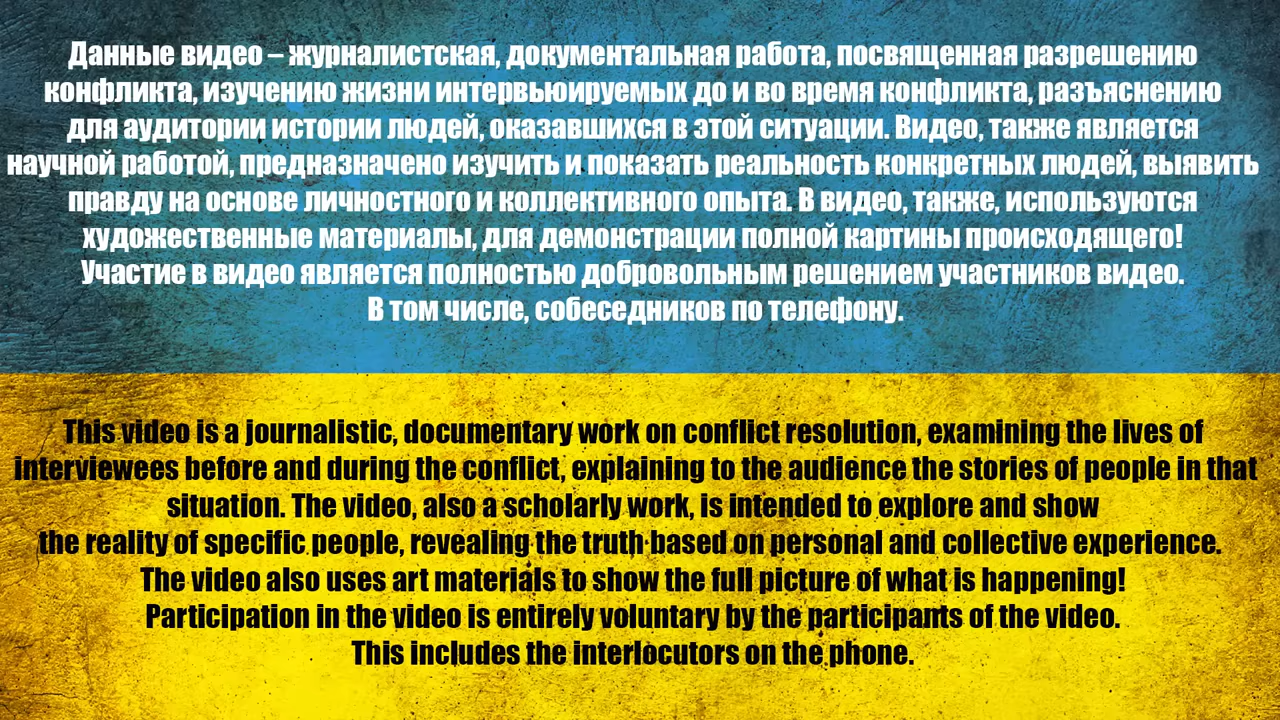 Данные видео – журналистская, документальная работа, посвященная разрешению
конфликта, изучению жизни интервьюируемых до и во время конфликта, разъяснению
для аудитории истории людей, оказавшихся в этой ситуации. Видео, также является
научной работой, предназначено изучить и показать реальность конкретных людей, выявить
правду на основе личностного и коллективного опыта. В видео, также, используются
художественные материалы, для демонстрации полной картины происходящего!
Участие в видео является полностью добровольным решением участников видео.
В том числе, собеседников по телефону.
This video is a journalistic, documentary work on conflict resolution, examining the lives of
interviewees before and during the conflict, explaining to the audience the stories of people in that
situation. The video, also a scholarly work, is intended to explore and show
the reality of specific people, revealing the truth based on personal and collective experience.
The video also uses art materials to show the full picture of what is happening!
Participation in the video is entirely voluntary by the participants of the video.
This includes the interlocutors on the phone.